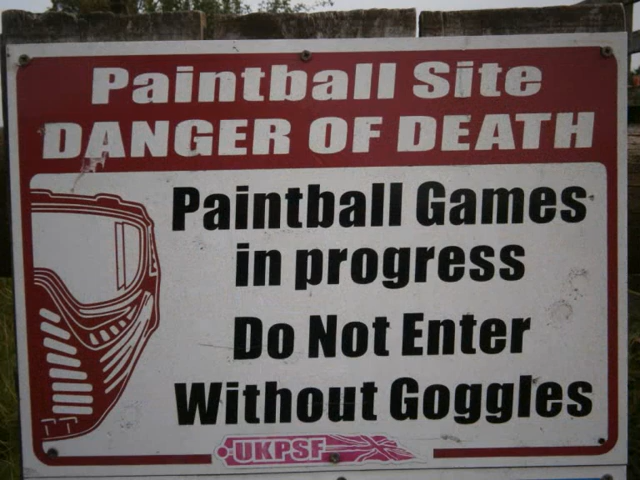 Paintball Site
DANGER OF DEATH
Paintball Games
in progress
Do Not Enter
Without Goggles
UKPSF